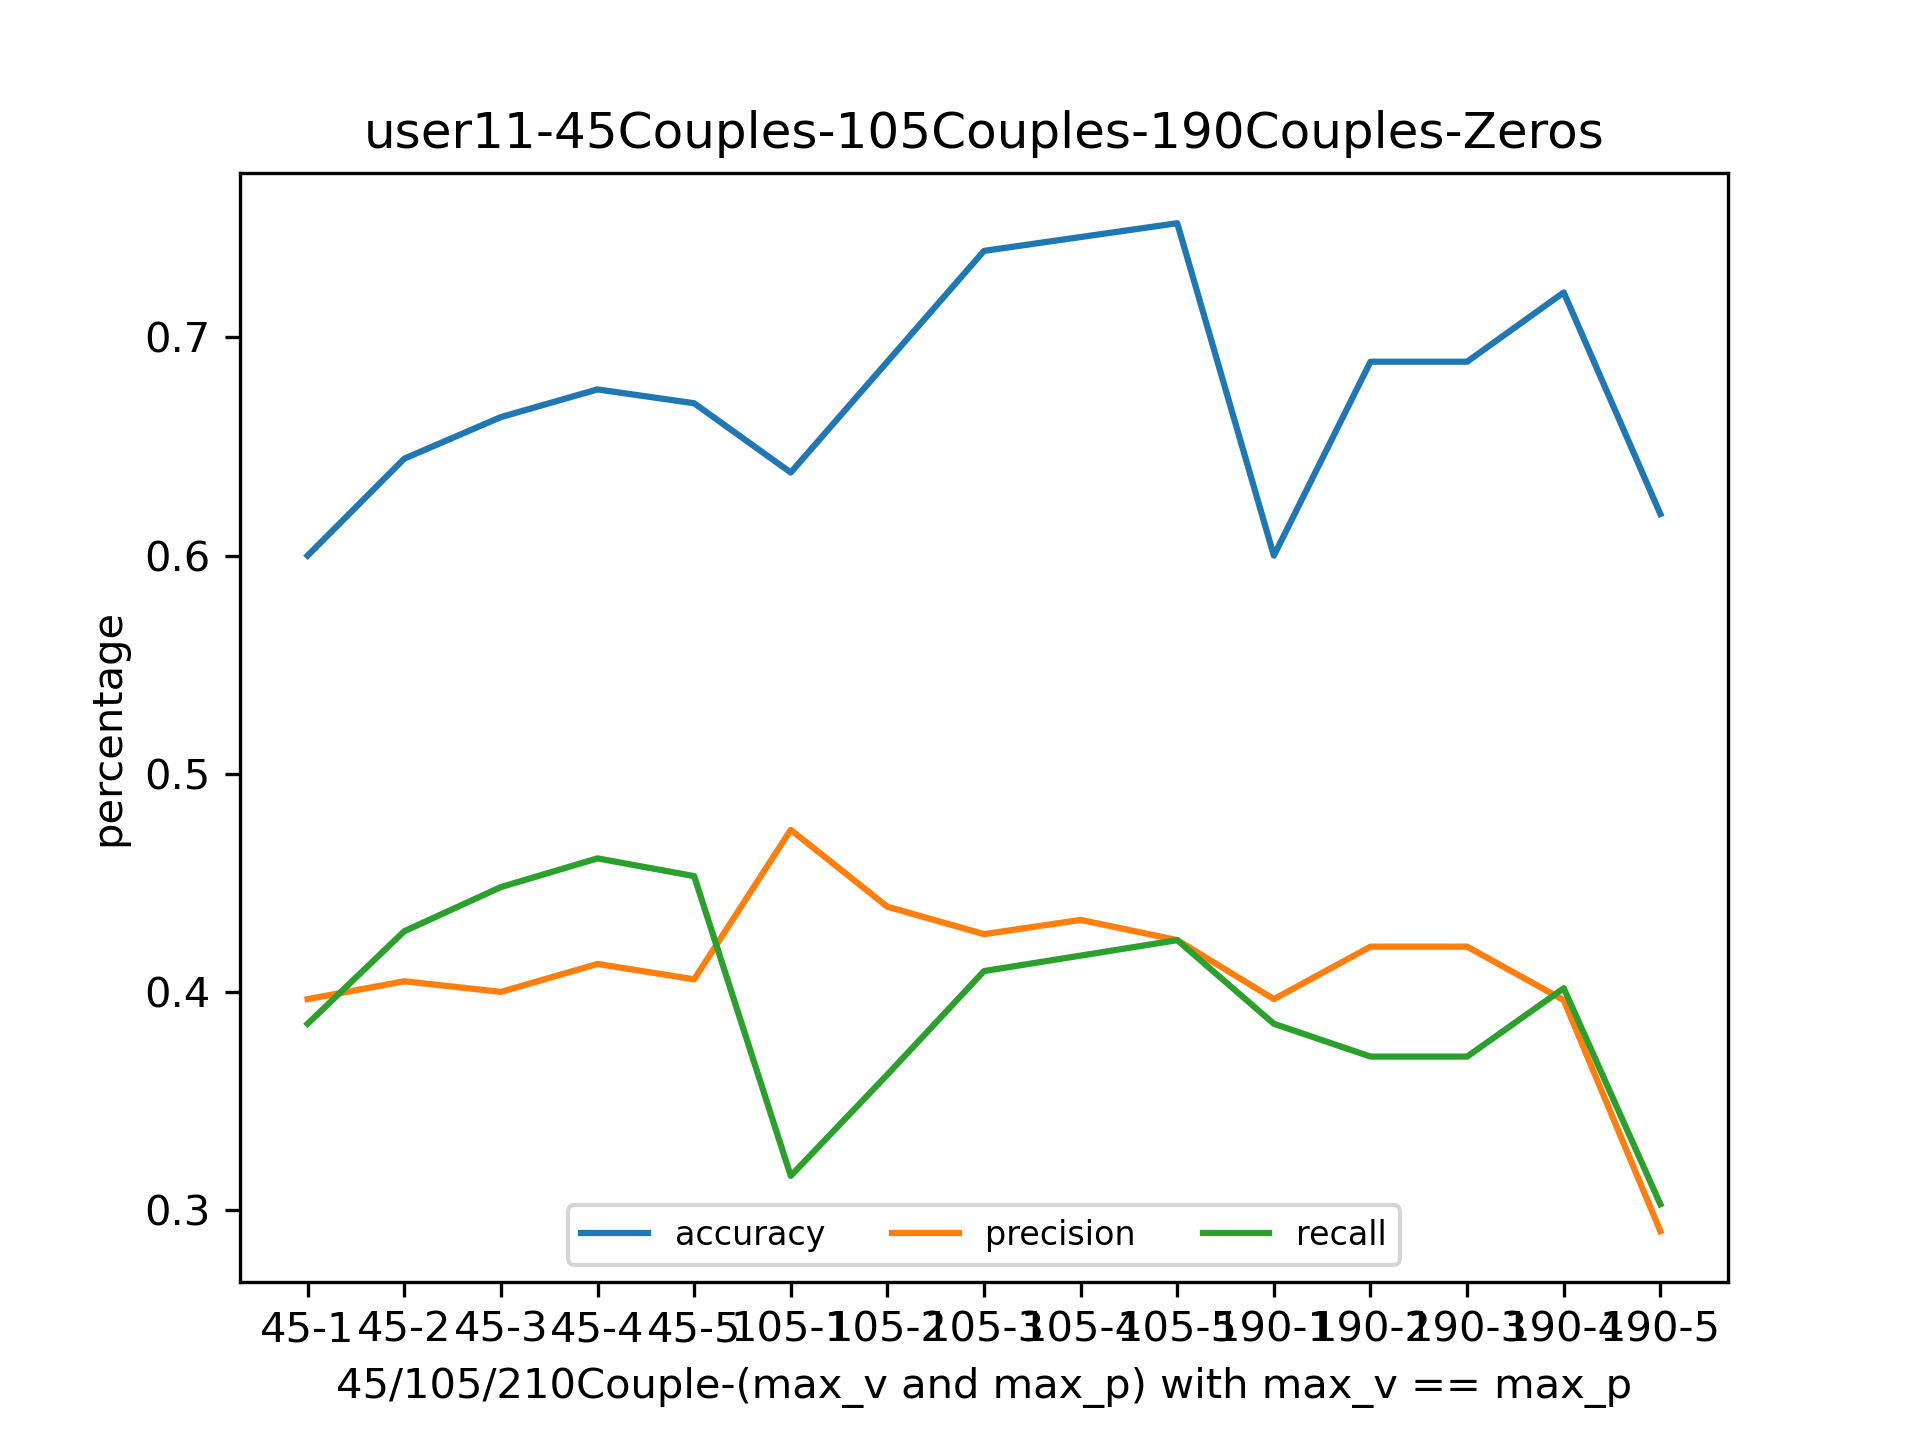 user11-45Couples-105Couples-190Couples-Zeros
percentage
0.7
0.6
0.5
0.4
0.3
accuracy precision recall
45-1 45-2 45-3 45-4 45-5 105-1 105-2 105-3 105-4 105-5 190-1 190-2 190-3 190-4 190-5
45/105/210Couple-(max_v and max_p) with max_v == max_p